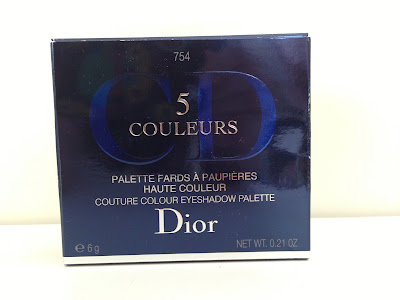 754
CD
5
COULEURS
PALETTE FARDS À PAUPIÈRES
HAUTE COULEUR
COUTURE COLOUR EYESHADOW PALETTE
Dior
℮ 6 g NET WT. 0.21 OZ